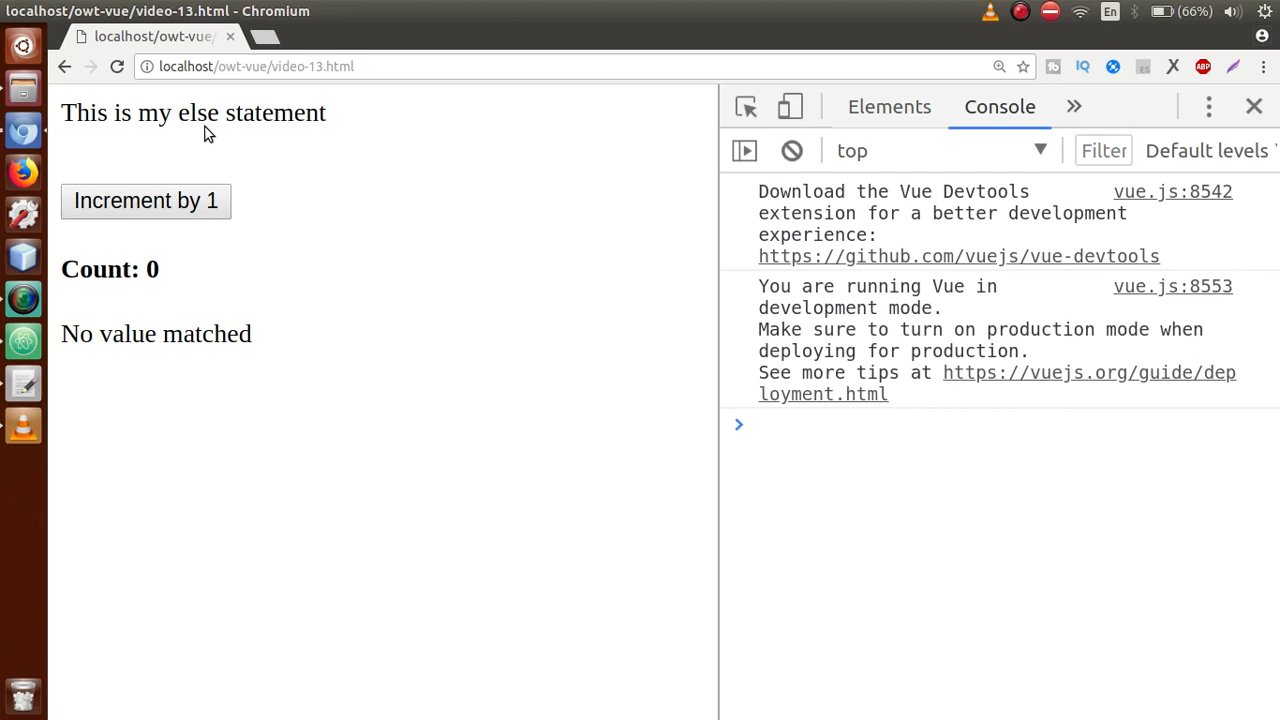 localhost/owt-vue/video-13.html - Chromium
En
(66%)
localhost/owt-vue/
localhost/owt-vue/video-13.html
IQ
ABP
This is my else statement
Increment by 1
Count: 0
No value matched
Elements
Console
top
Filter
Default levels
Download the Vue Devtools vue.js:8542
extension for a better development
experience:
https://github.com/vuejs/vue-devtools
You are running Vue in vue.js:8553
development mode.
Make sure to turn on production mode when
deploying for production.
See more tips at https://vuejs.org/guide/dep
loyment.html